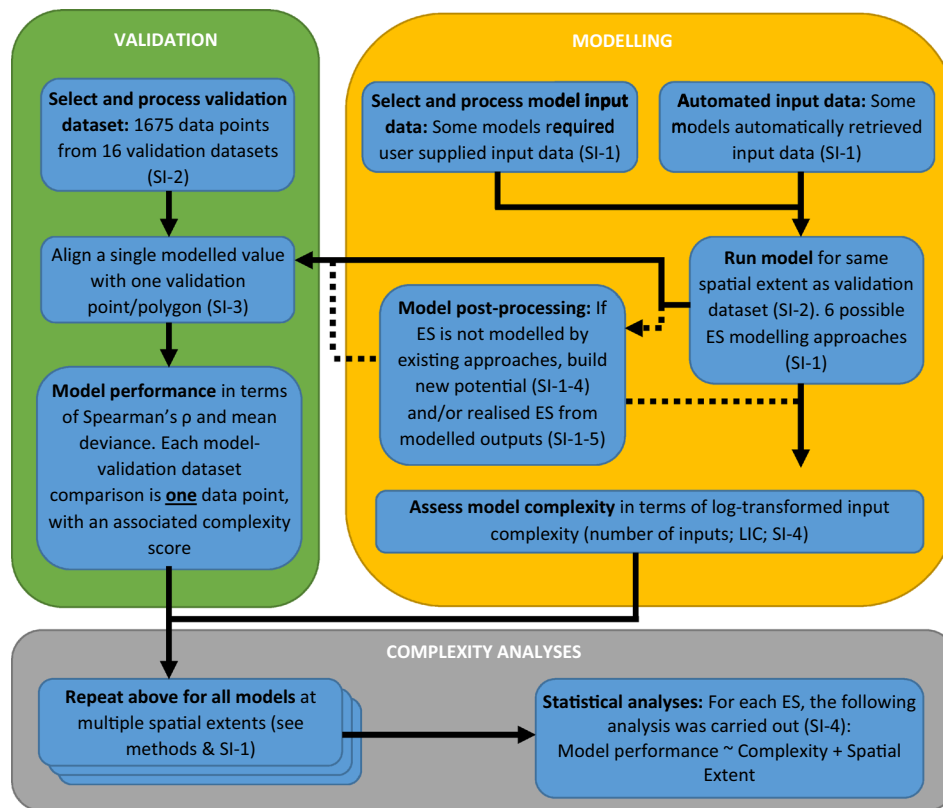 VALIDATION
Select and process validation
dataset: 1675 data points
from 16 validation datasets
(SI-2)
Align a single modelled value
with one validation
point/polygon (SI-3)
Model performance in terms
of Spearman's ρ and mean
deviance. Each model-
validation dataset
comparison is one data point,
with an associated complexity
score
MODELLING
Select and process model input
data: Some models required
user supplied input data (SI-1)
Automated input data: Some
models automatically retrieved
input data (SI-1)
Run model for same
spatial extent as validation
dataset (SI-2). 6 possible
ES modelling approaches
(SI-1)
Model post-processing: If
ES is not modelled by
existing approaches, build
new potential (SI-1-4)
and/or realised ES from
modelled outputs (SI-1-5)
Assess model complexity in terms of log-transformed input
complexity (number of inputs; LIC; SI-4)
COMPLEXITY ANALYSES
Repeat above for all models at
multiple spatial extents (see
methods & SI-1)
Statistical analyses: For each ES, the following
analysis was carried out (SI-4):
Model performance ~ Complexity + Spatial
Extent